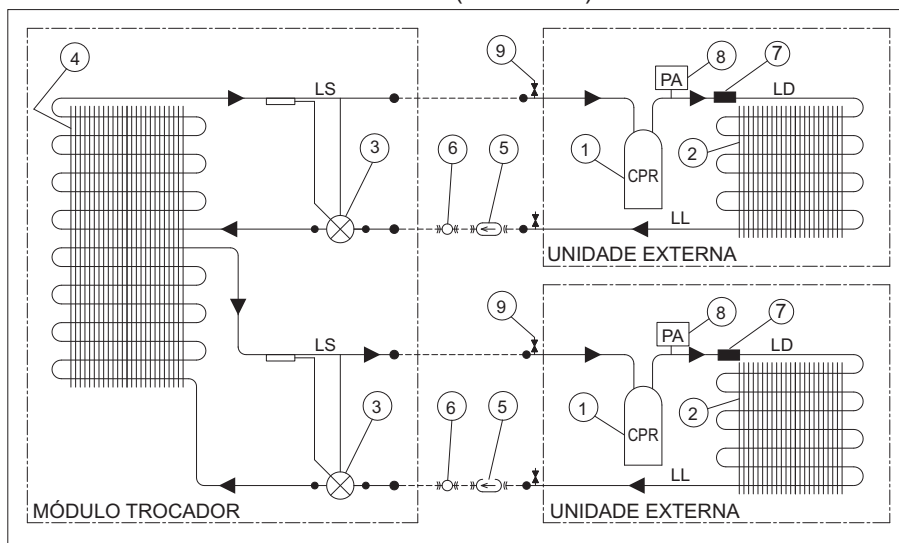 4
LS
9
8
7
PA
LD
1
CPR
2
3
6
5
LL
UNIDADE EXTERNA
LS
9
8
7
PA
LD
1
CPR
2
3
6
5
LL
MÓDULO TROCADOR
UNIDADE EXTERNA